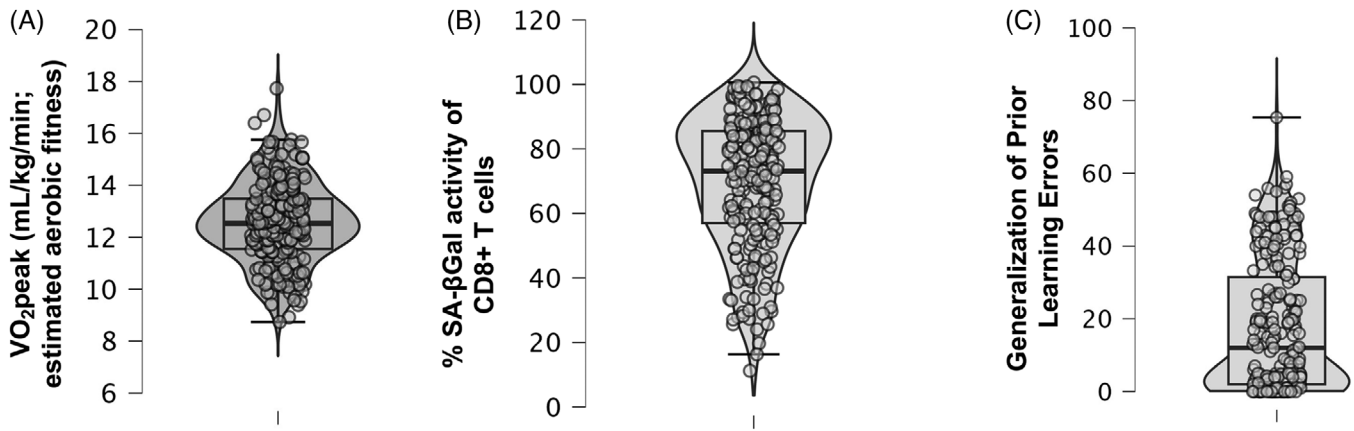 (A)
VO₂peak (mL/kg/min;
estimated aerobic fitness)
20
18
16
14
12
10
8
6
(B)
% SA-βGal activity of
CD8+ T cells
120
100
80
60
40
20
0
(C)
Generalization of Prior
Learning Errors
100
80
60
40
20
0